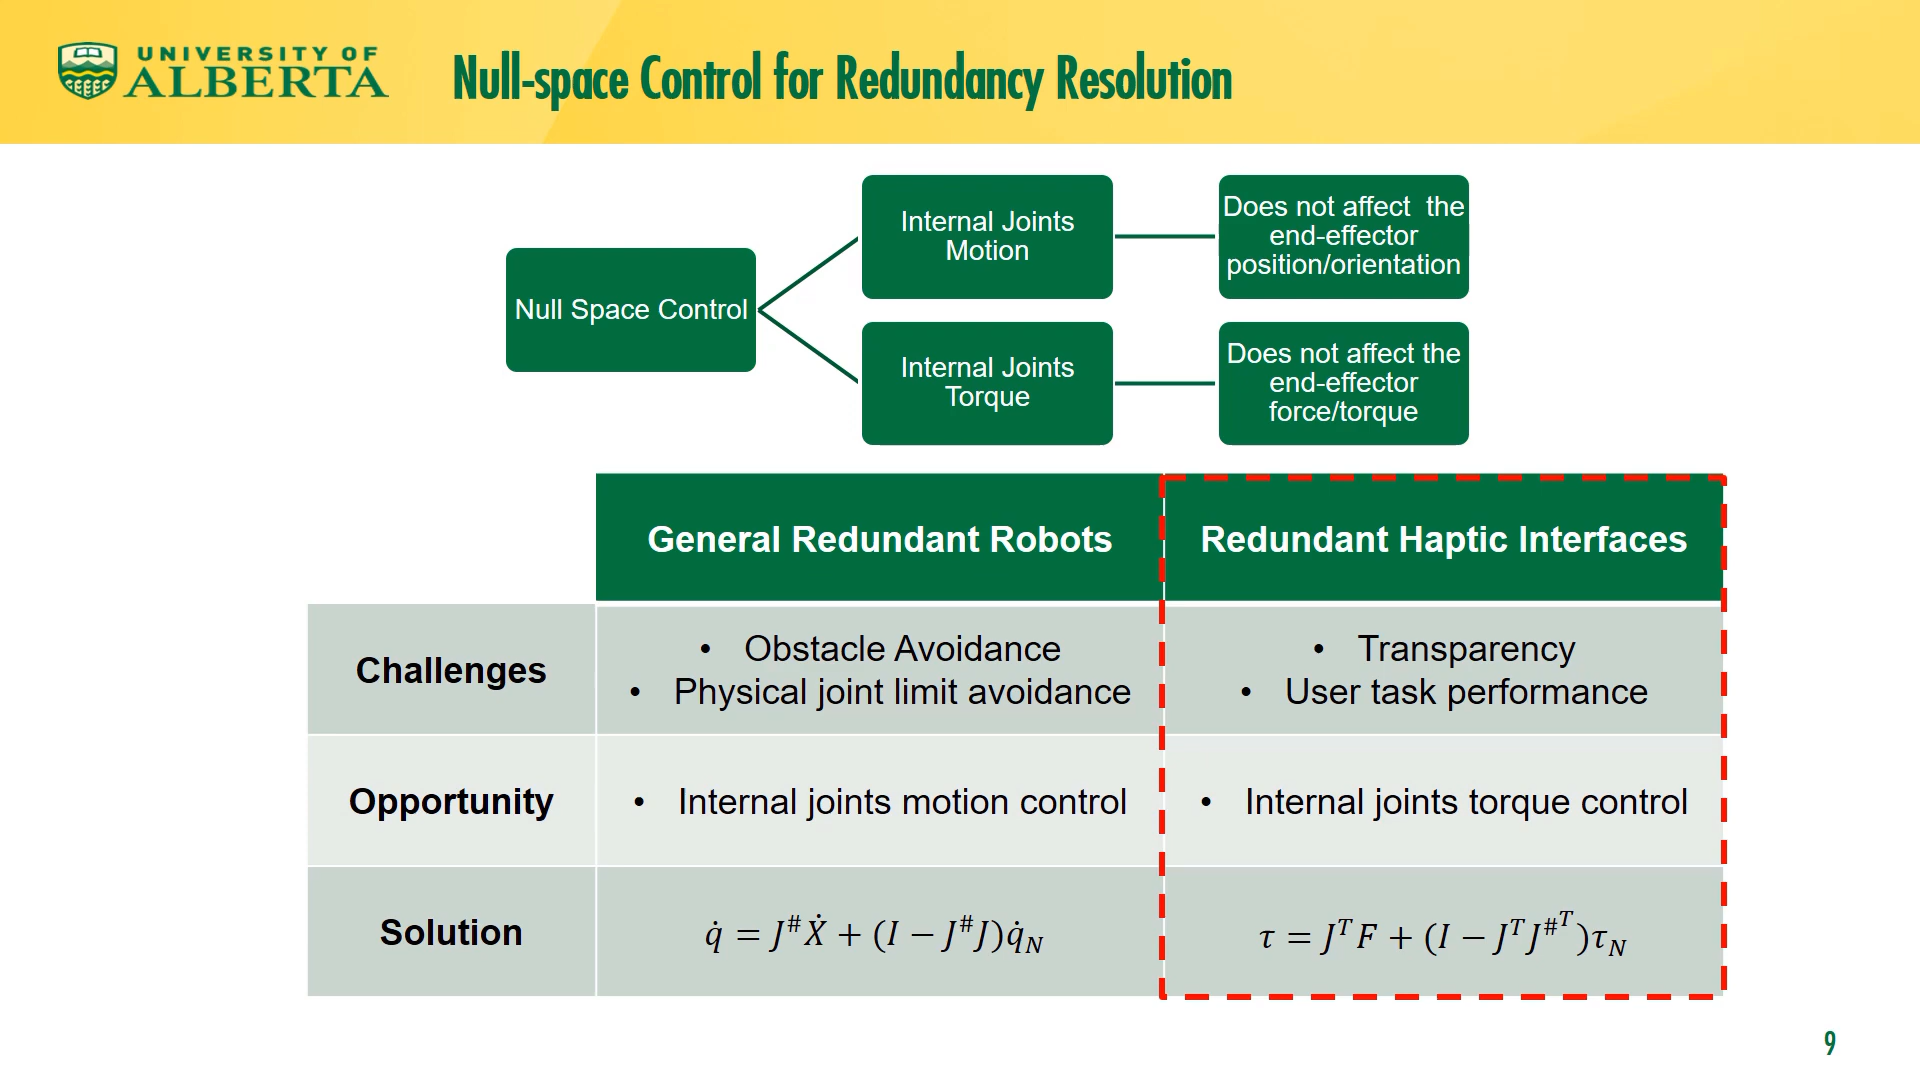 UNIVERSITY OF
ALBERTA
Null-space Control for Redundancy Resolution
Null Space Control
Internal Joints
Motion
Does not affect the
end-effector
position/orientation
Internal Joints
Torque
Does not affect the
end-effector
force/torque
General Redundant Robots
Redundant Haptic Interfaces
Challenges
• Obstacle Avoidance
• Physical joint limit avoidance
• Transparency
• User task performance
Opportunity
• Internal joints motion control
• Internal joints torque control
Solution
q̇ = J^# Ẋ + (I − J^# J)q̇_N
τ = J^T F + (I − J^T J^{#^T})τ_N
9